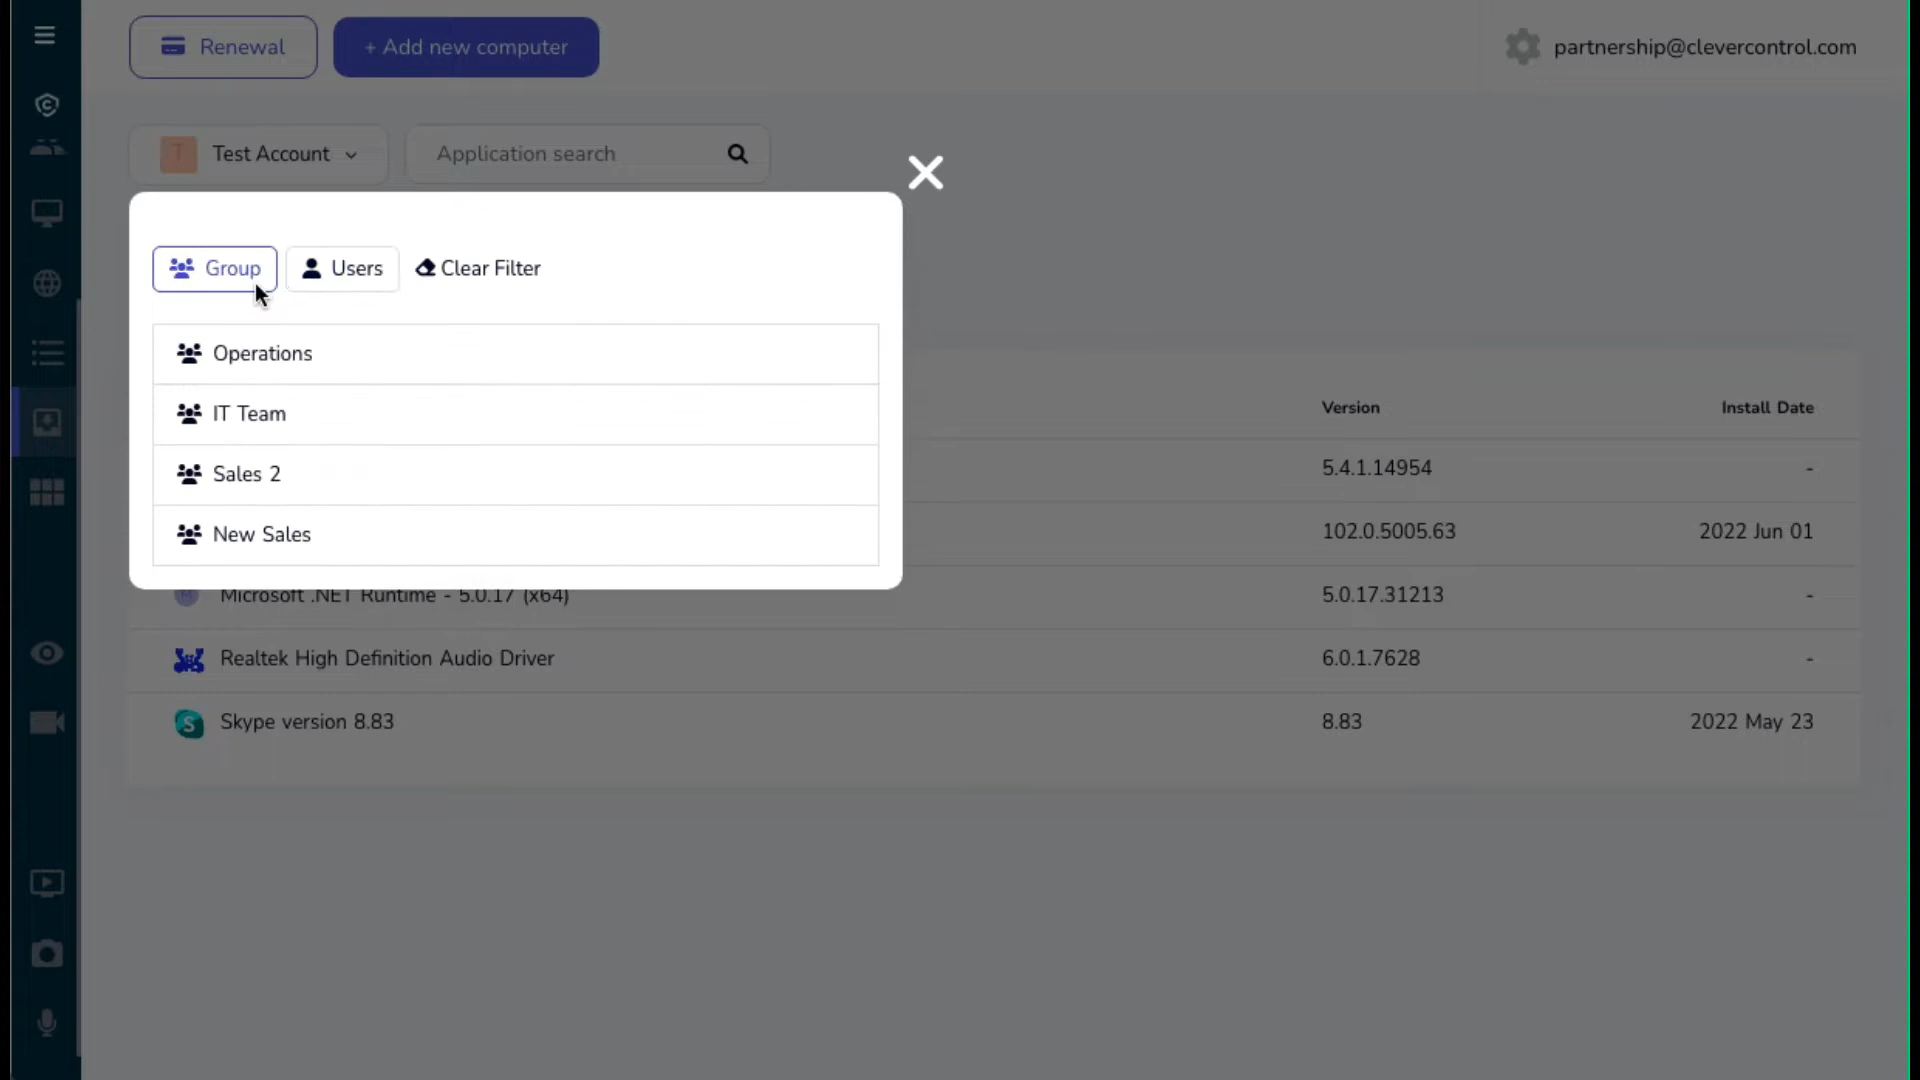 Renewal
+ Add new computer
partnership@clevercontrol.com
T
Test Account
Application search
Group
Users
Clear Filter
Operations
IT Team
Sales 2
New Sales
Version
Install Date
5.4.1.14954
-
102.0.5005.63
2022 Jun 01
Microsoft .NET Runtime - 5.0.17 (x64)
5.0.17.31213
-
Realtek High Definition Audio Driver
6.0.1.7628
-
Skype version 8.83
8.83
2022 May 23